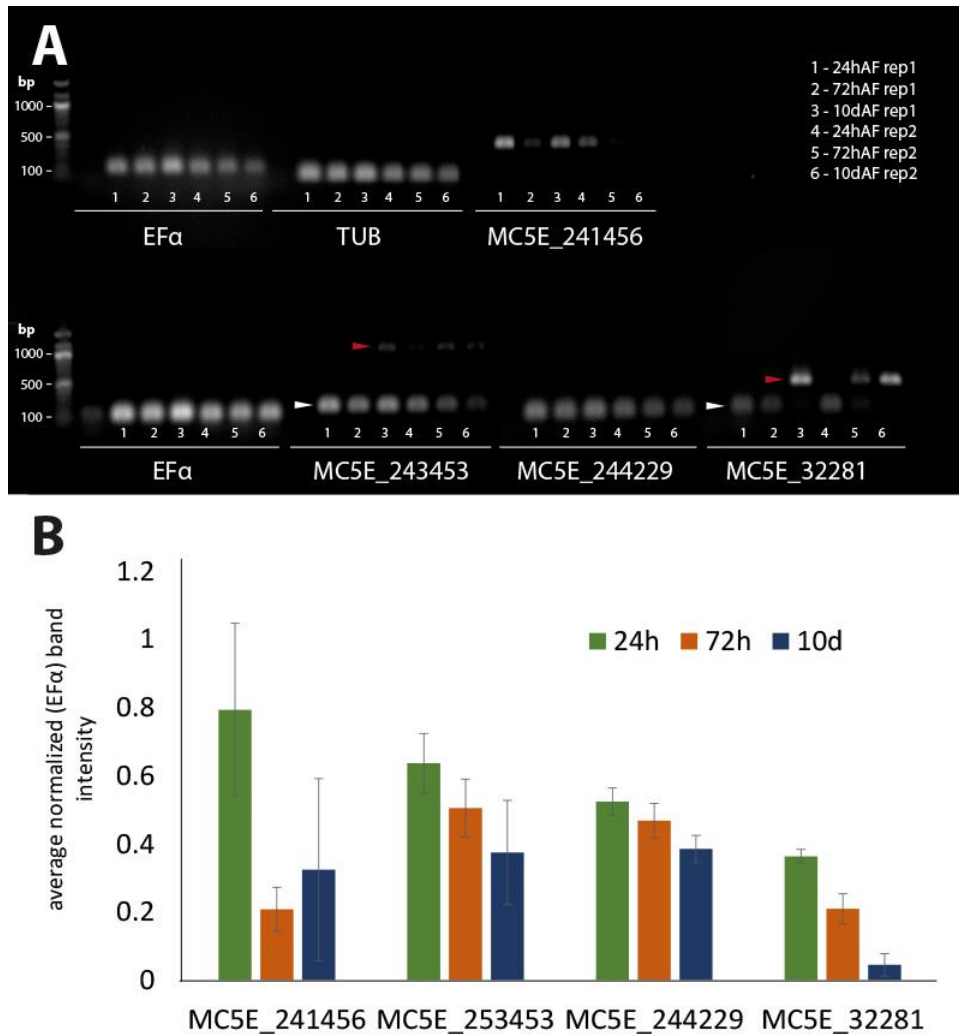 A
bp
1000 -
500 -
100 -
1 - 24hAF rep1
2 - 72hAF rep1
3 - 10dAF rep1
4 - 24hAF rep2
5 - 72hAF rep2
6 - 10dAF rep2
1 2 3 4 5 6 1 2 3 4 5 6 1 2 3 4 5 6
EFα TUB MC5E_241456
bp
1000 -
500 -
100 -
1 2 3 4 5 6 1 2 3 4 5 6 1 2 3 4 5 6 1 2 3 4 5 6
EFα MC5E_243453 MC5E_244229 MC5E_32281
B
average normalized (EFα) band
intensity
1.2
1
0.8
0.6
0.4
0.2
0
24h 72h 10d
MC5E_241456 MC5E_253453 MC5E_244229 MC5E_32281